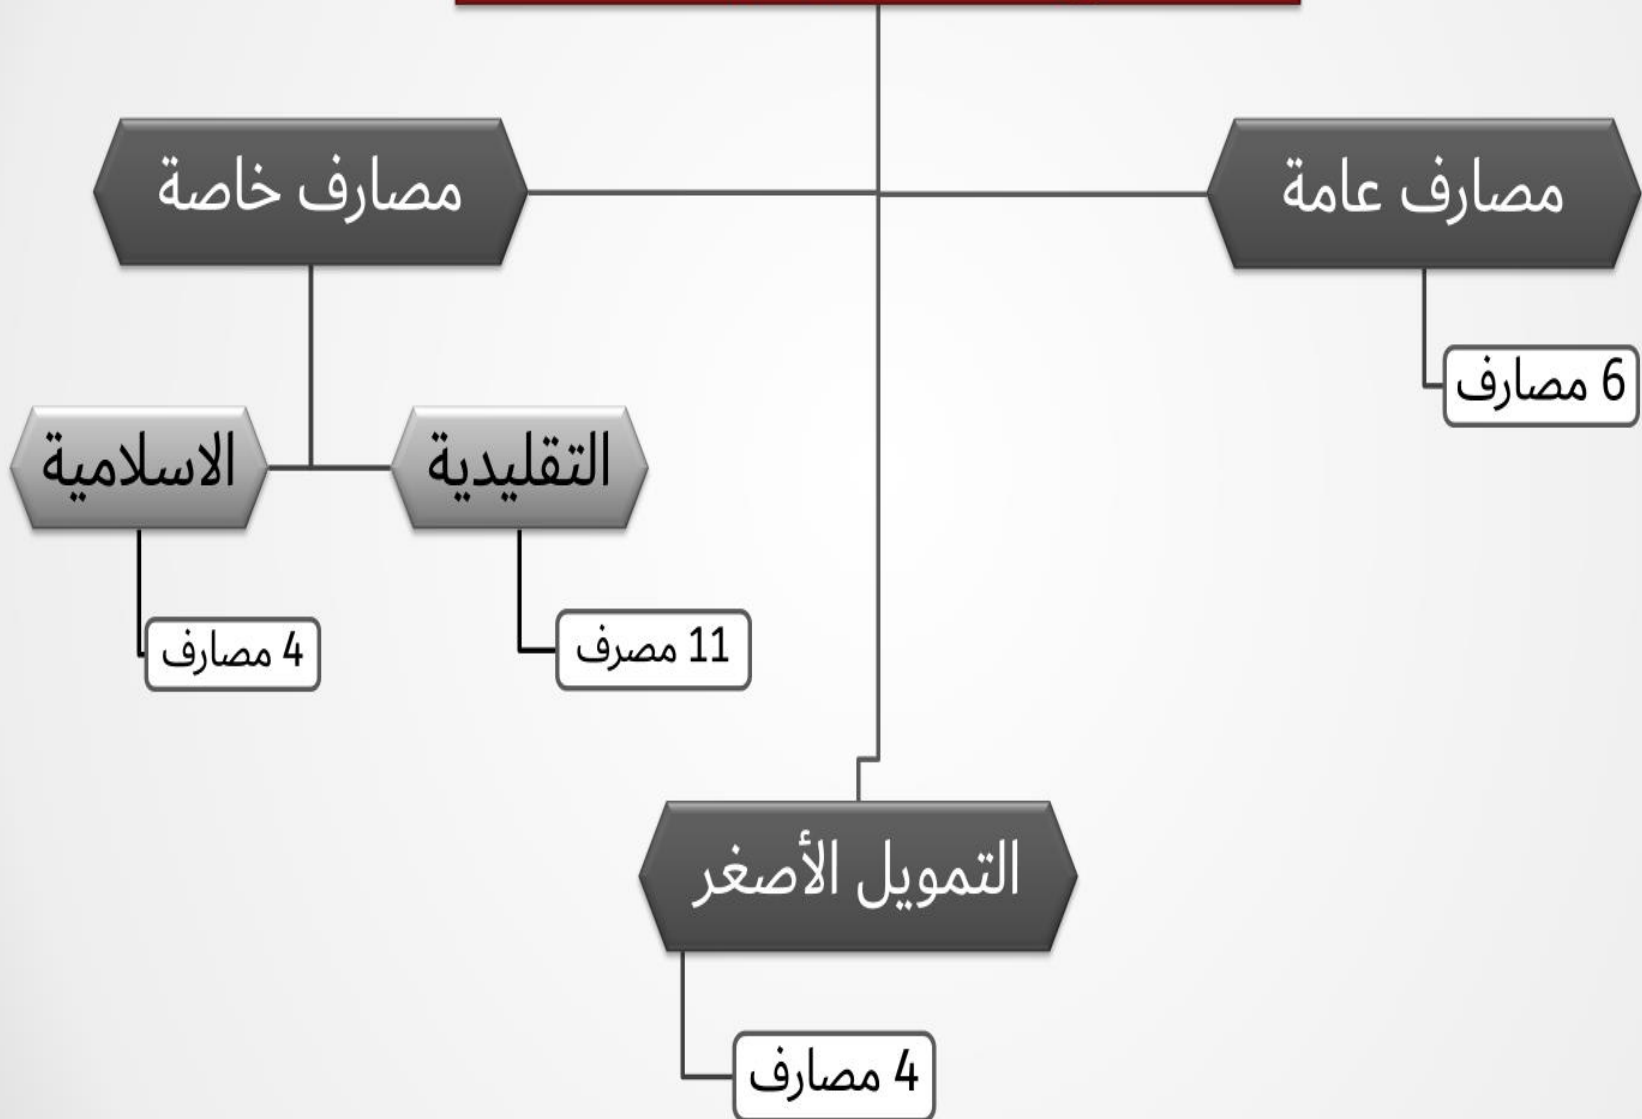 مصارف عامة
مصارف خاصة
6 مصارف
التقليدية
الاسلامية
11 مصرف
4 مصارف
التمويل الأصغر
4 مصارف